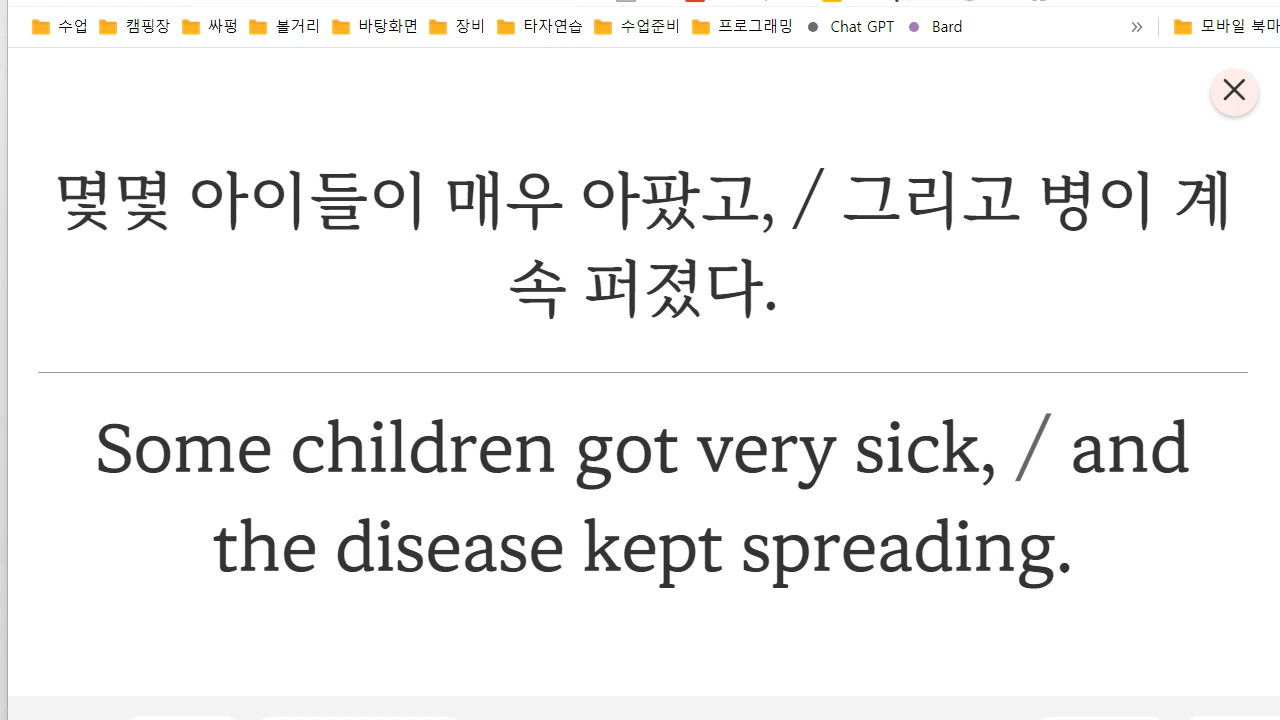 수업 캠핑장 싸펑 볼거리 바탕화면 장비 타자연습 수업준비 프로그래밍 Chat GPT Bard » 모바일 북마
몇몇 아이들이 매우 아팠고, / 그리고 병이 계
속 퍼졌다.
Some children got very sick, / and
the disease kept spreading.